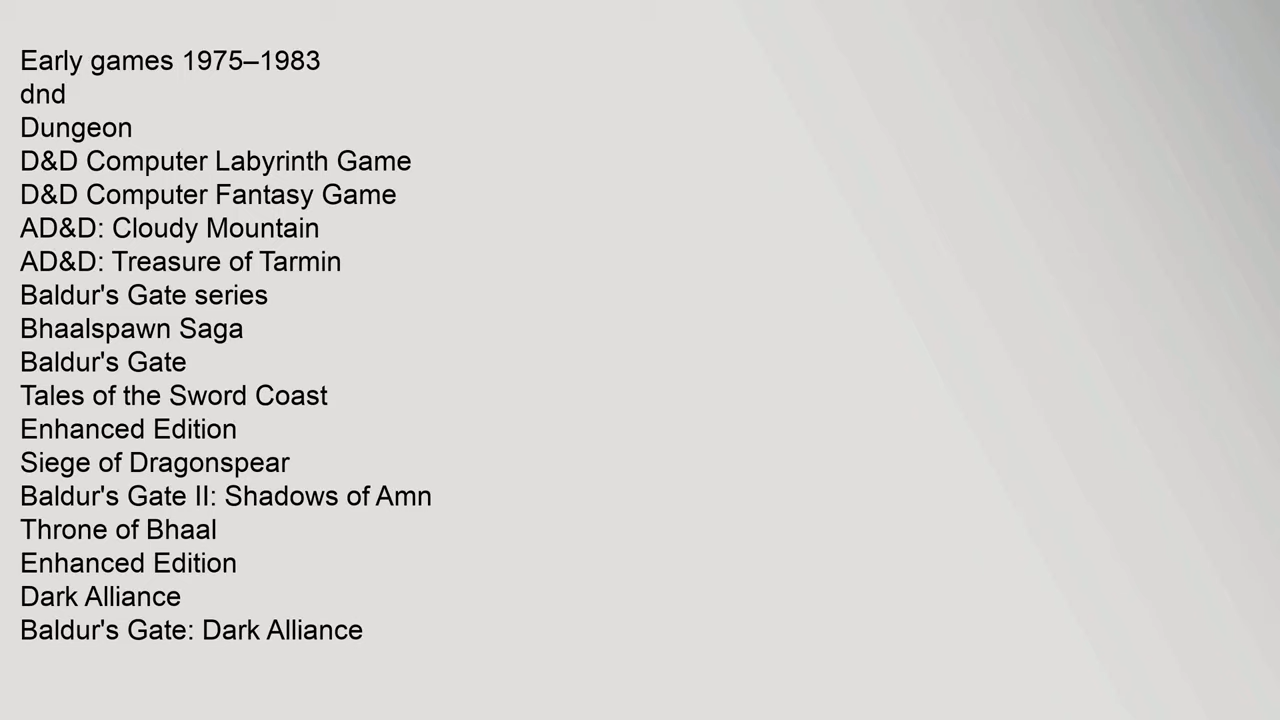 Early games 1975–1983
dnd
Dungeon
D&D Computer Labyrinth Game
D&D Computer Fantasy Game
AD&D: Cloudy Mountain
AD&D: Treasure of Tarmin
Baldur's Gate series
Bhaalspawn Saga
Baldur's Gate
Tales of the Sword Coast
Enhanced Edition
Siege of Dragonspear
Baldur's Gate II: Shadows of Amn
Throne of Bhaal
Enhanced Edition
Dark Alliance
Baldur's Gate: Dark Alliance